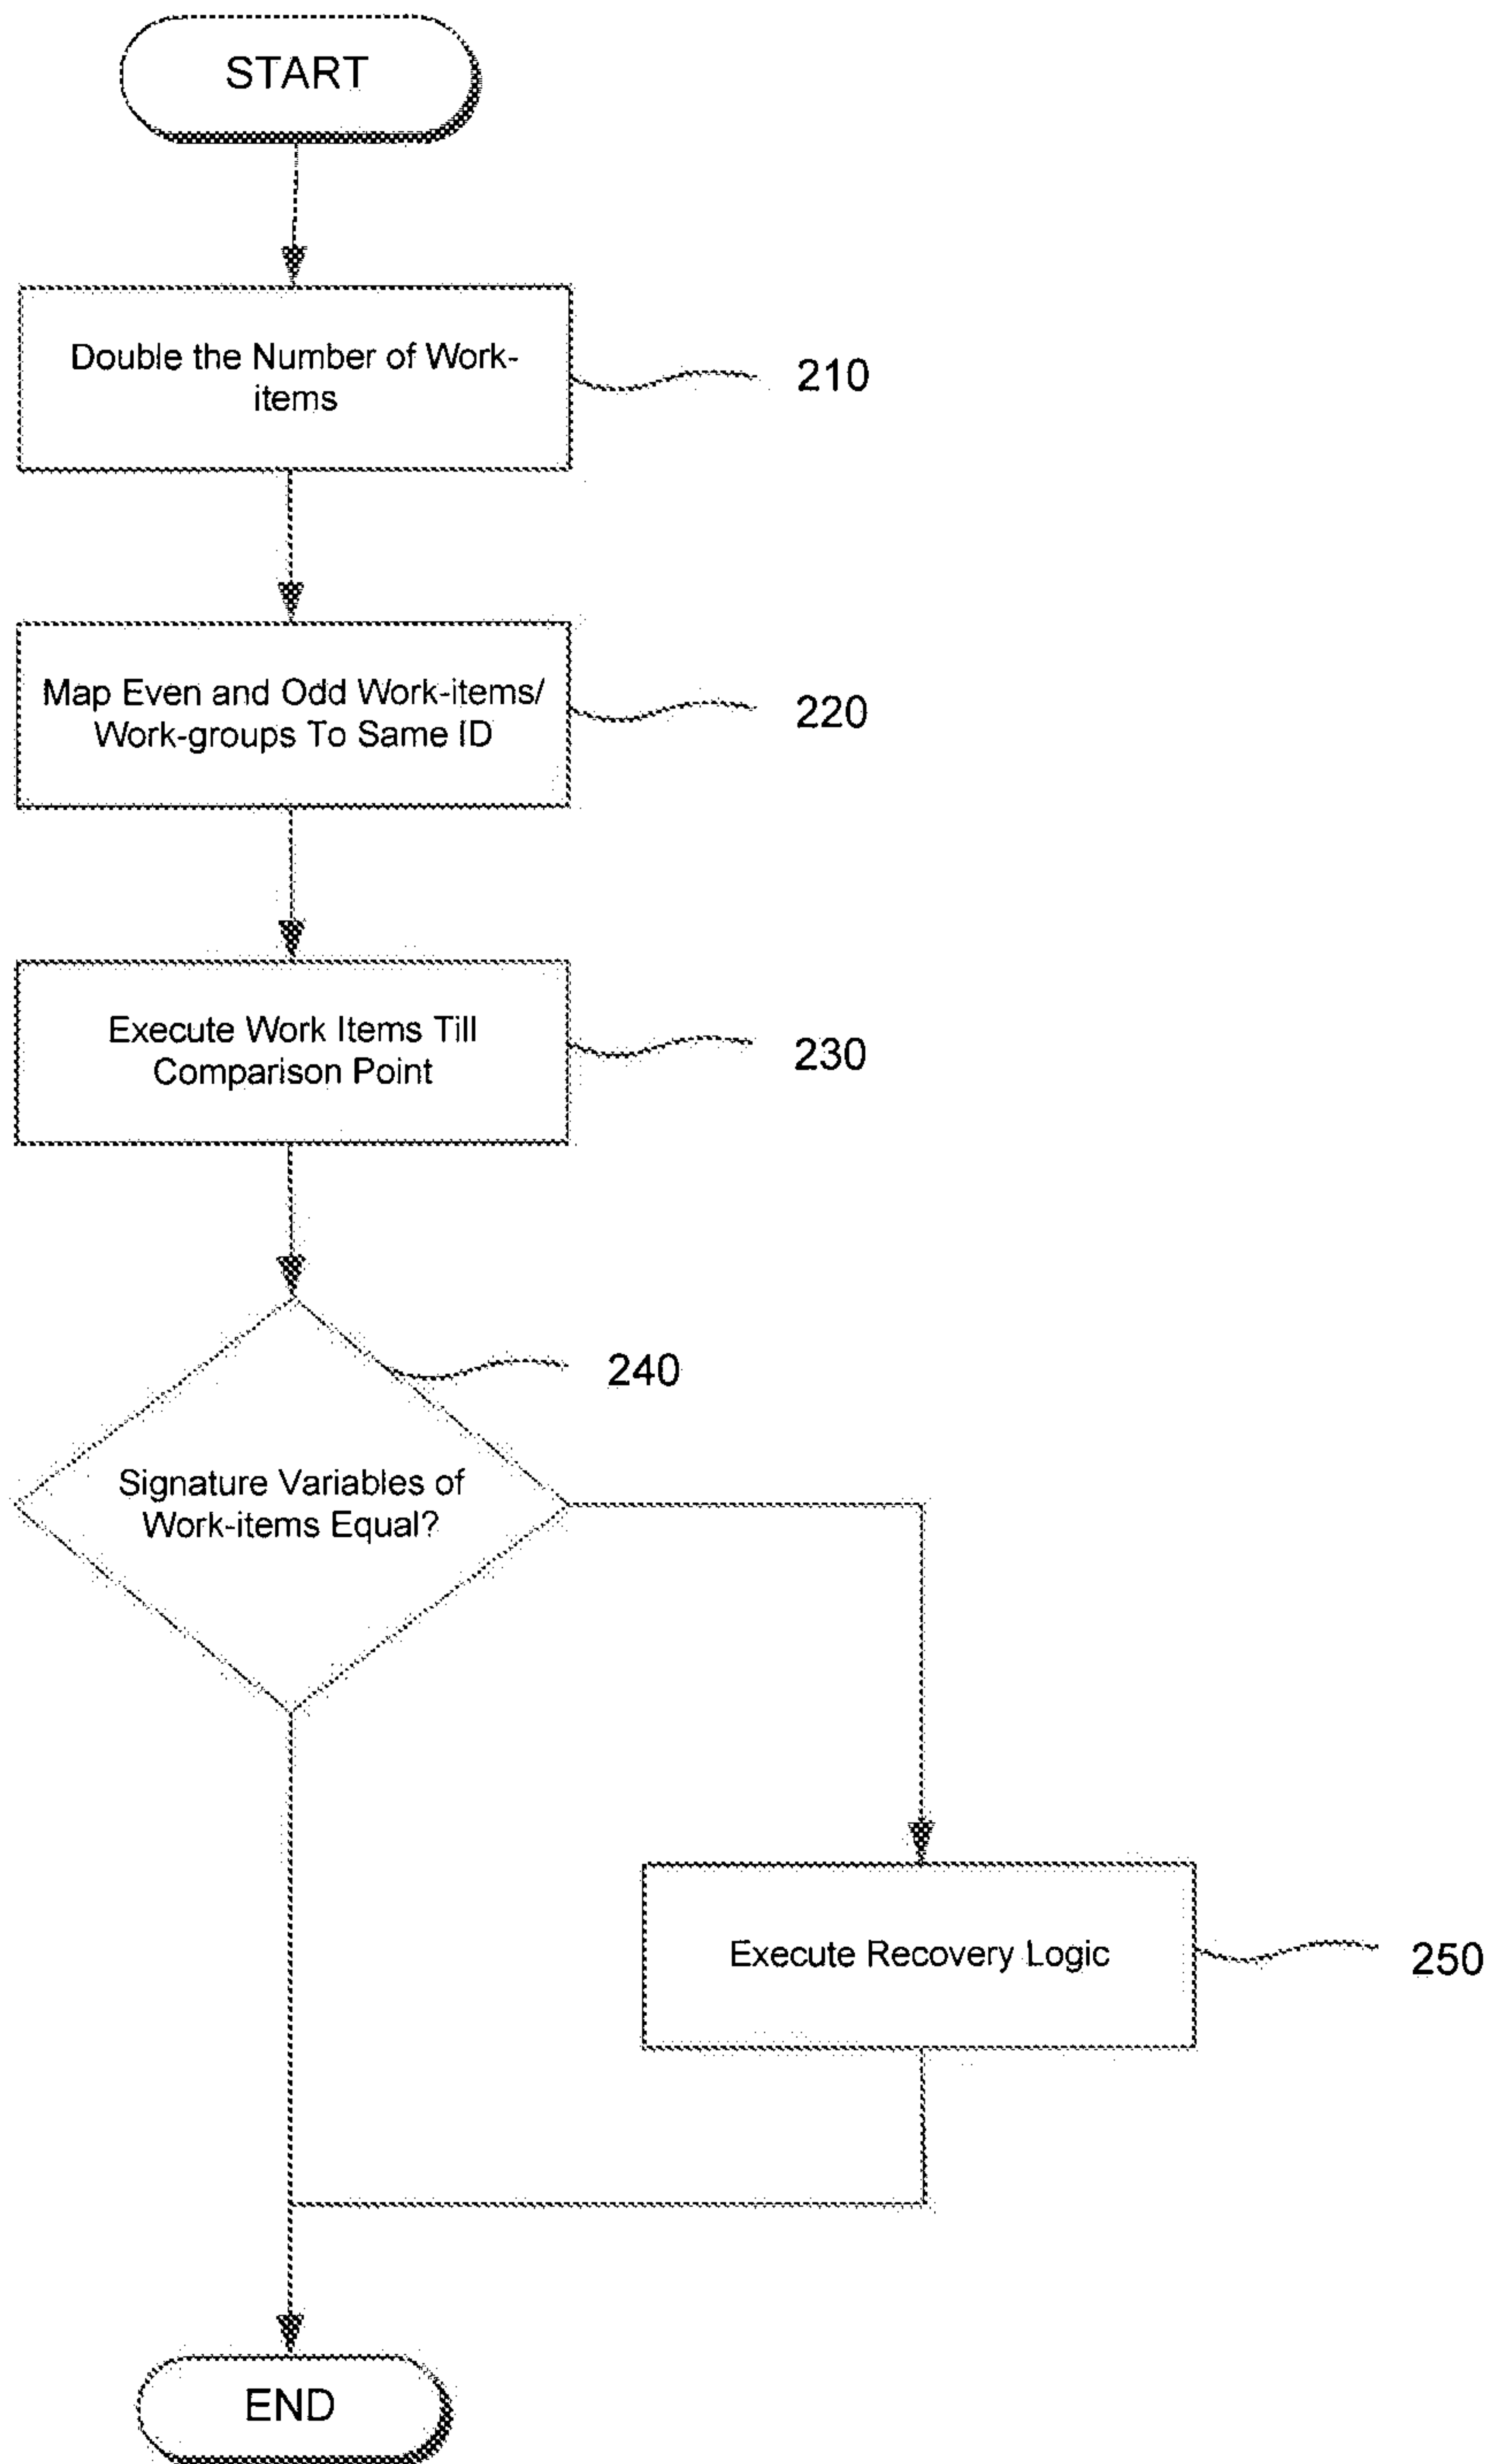 START
Double the Number of Work-
items
210
Map Even and Odd Work-items/
Work-groups To Same ID
220
Execute Work Items Till
Comparison Point
230
240
Signature Variables of
Work-items Equal?
Execute Recovery Logic
250
END